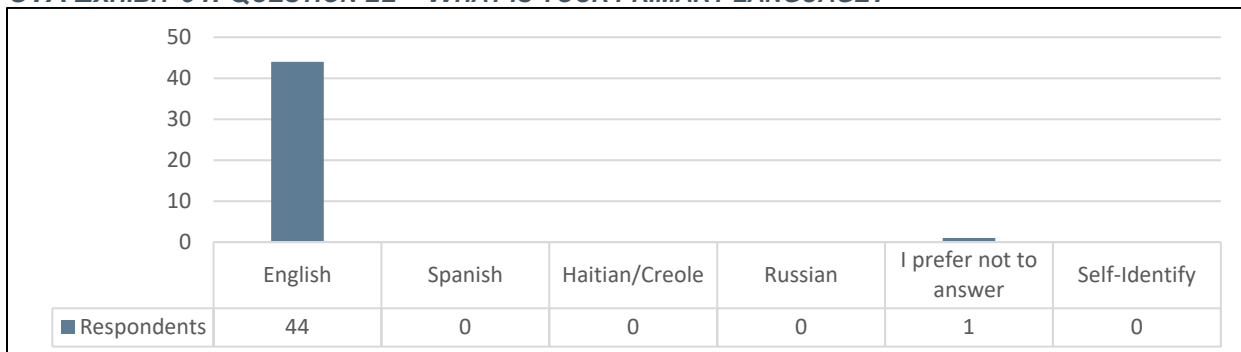 50
40
30
20
10
0
English
Spanish
Haitian/Creole
Russian
I prefer not to
answer
Self-Identify
Respondents
44
0
0
0
1
0